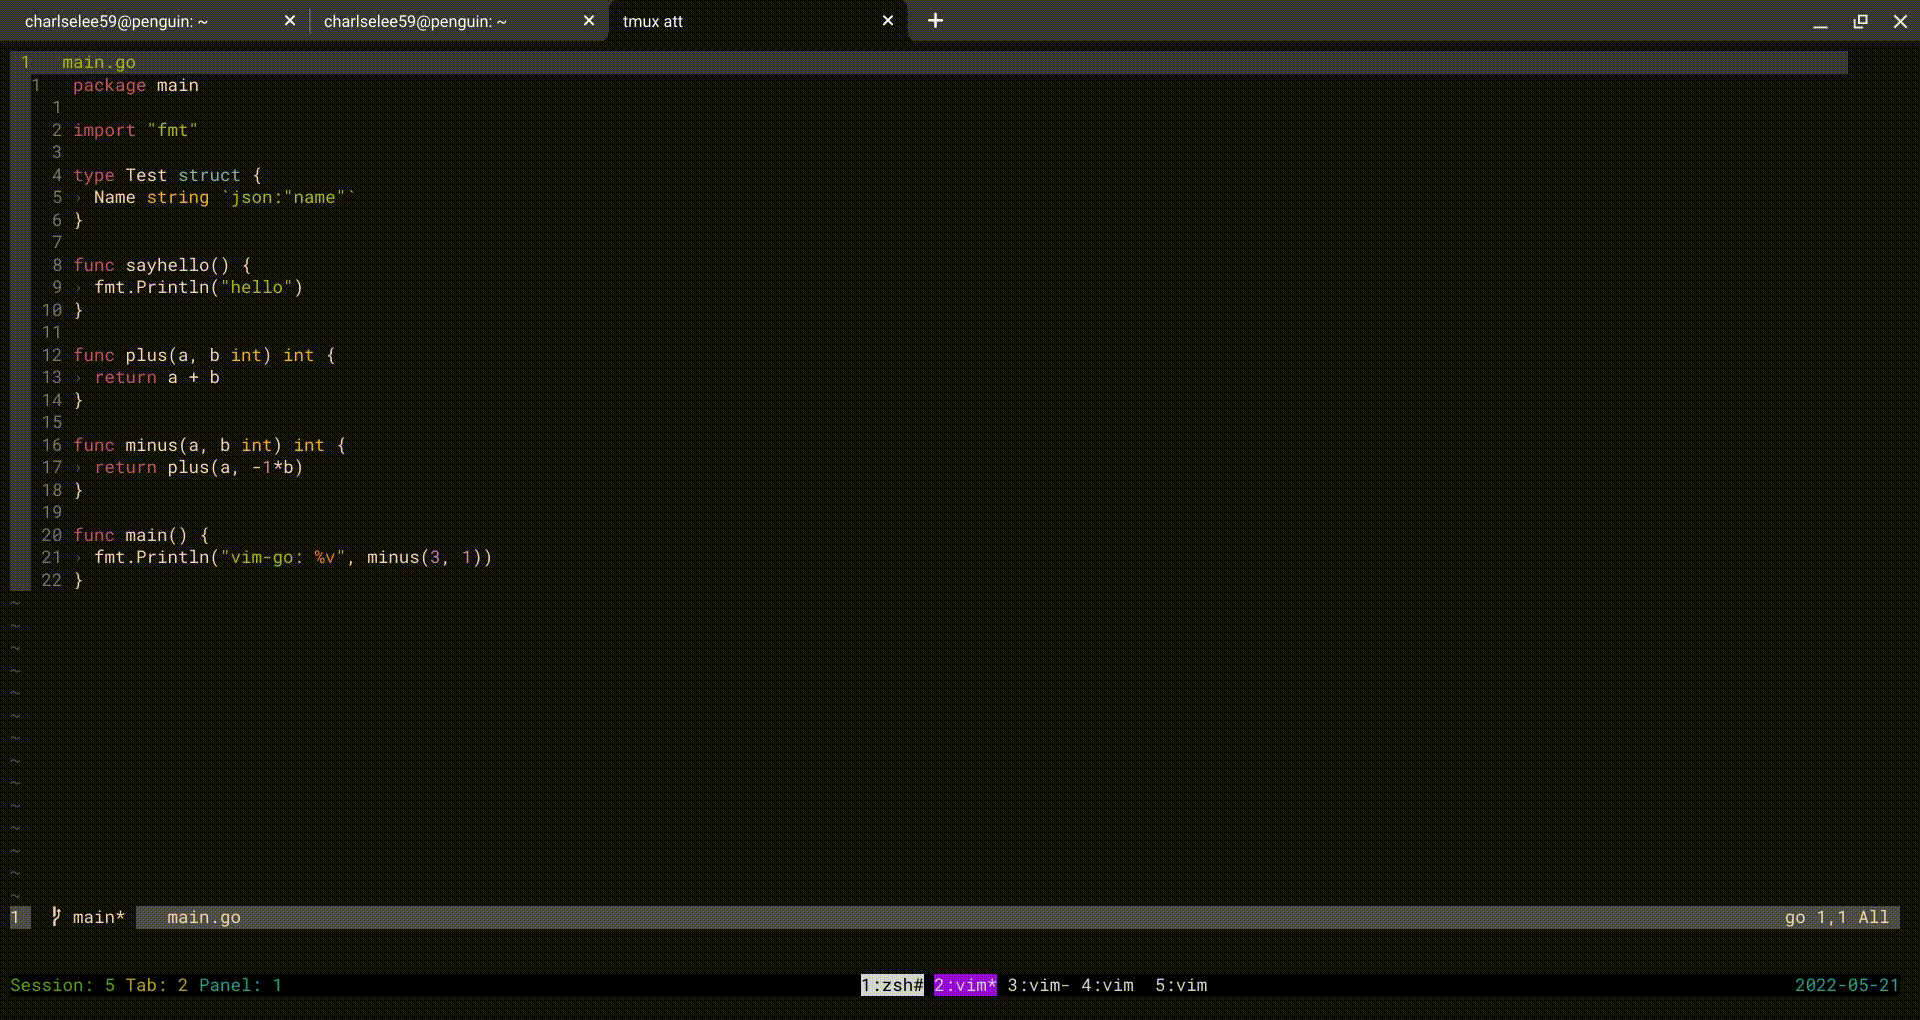 charlselee59@penguin: ~ × charlselee59@penguin: ~ × tmux att × +
1 main.go
1 package main
1
2 import "fmt"
3
4 type Test struct {
5 › Name string `json:"name"`
6 }
7
8 func sayhello() {
9 › fmt.Println("hello")
10 }
11
12 func plus(a, b int) int {
13 › return a + b
14 }
15
16 func minus(a, b int) int {
17 › return plus(a, -1*b)
18 }
19
20 func main() {
21 › fmt.Println("vim-go: %v", minus(3, 1))
22 }
~
~
~
~
~
~
~
~
~
~
~
~
~
~
1 main* main.go go 1,1 All
Session: 5 Tab: 2 Panel: 1 1:zsh# 2:vim* 3:vim- 4:vim 5:vim 2022-05-21